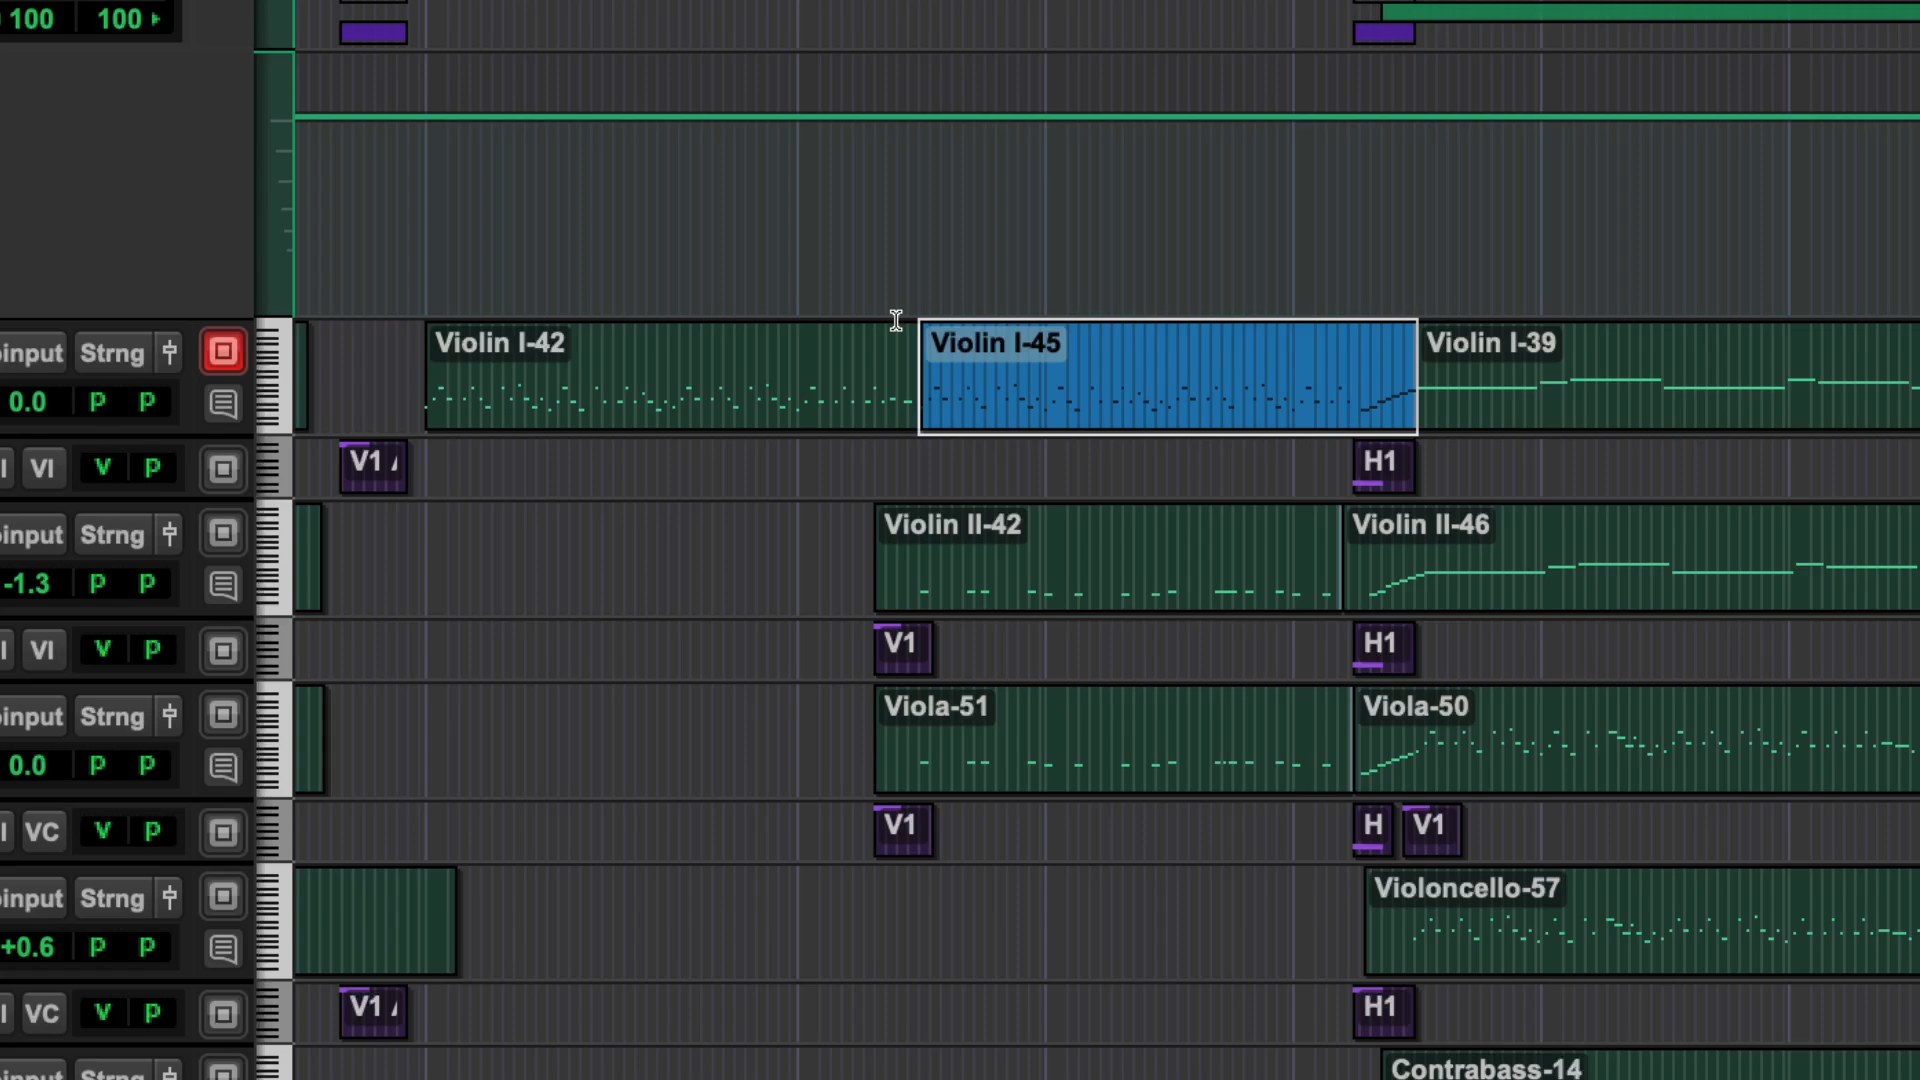 100 100
Violin I-42 Violin I-45 Violin I-39
input Strng
0.0 P P
VI V P V1 H1
Violin II-42 Violin II-46
input Strng
-1.3 P P
VI V P V1 H1
Viola-51 Viola-50
input Strng
0.0 P P
VC V P V1 H V1
Violoncello-57
input Strng
+0.6 P P
VC V P V1 H1
Contrabass-14
input Strng